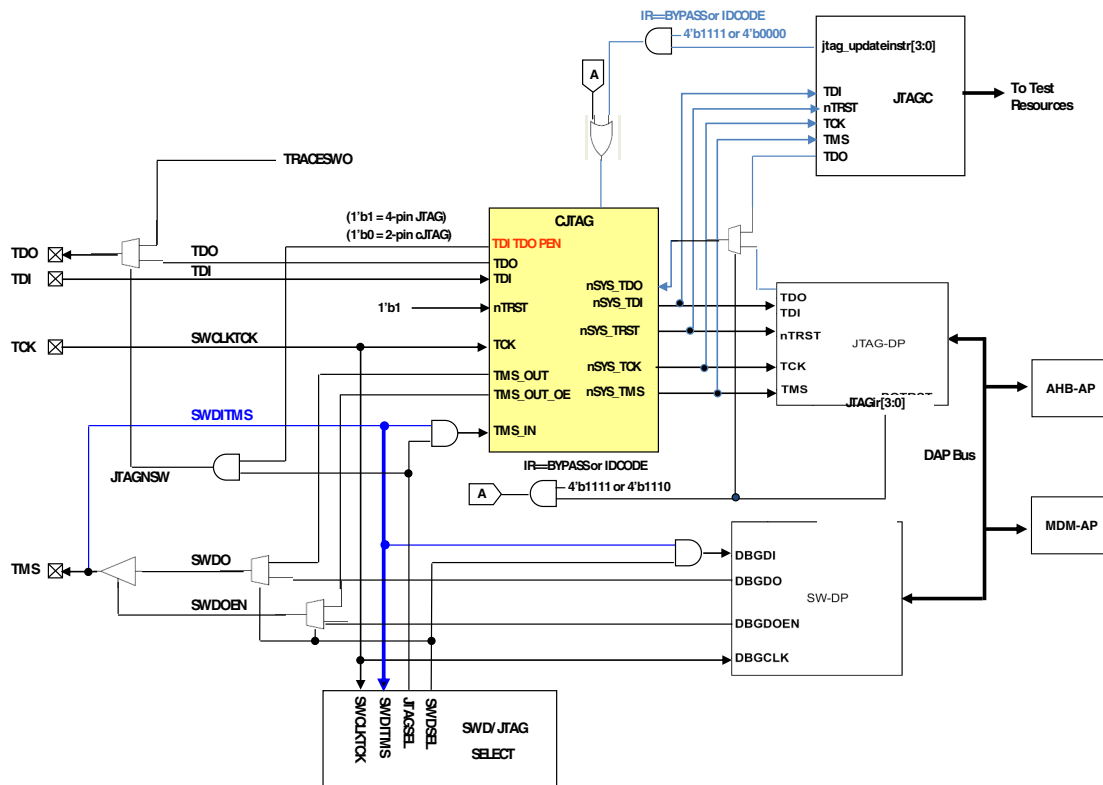 IR==BYPASS or IDCODE
4'b1111 or 4'b0000
jtag_updateinstr[3:0]
A
TDI
nTRST
TCK
TMS
TDO
JTAGC
To Test
Resources
TRACESWO
(1'b1 = 4-pin JTAG)
(1'b0 = 2-pin cJTAG)
CJTAG
TDI TDO PEN
TDO
TDO
TDO
TDI
TDI
TDI
nTRST
1'b1
TCK
SWCLKTCK
TCK
TMS_OUT
TMS_OUT_OE
TMS_IN
nSYS_TDO
nSYS_TDI
nSYS_TRST
nSYS_TCK
nSYS_TMS
TDO
TDI
nTRST
TCK
TMS
JTAG-DP
JTAGir[3:0]
AHB-AP
SWDITMS
JTAGNSW
IR==BYPASS or IDCODE
4'b1111 or 4'b1110
A
DAP Bus
MDM-AP
TMS
SWDO
SWDOEN
DBGDI
DBGDO
SW-DP
DBGDOEN
DBGCLK
SWCLKTCK
SWDITMS
JTAGSEL
SWDSEL
SWD/JTAG
SELECT